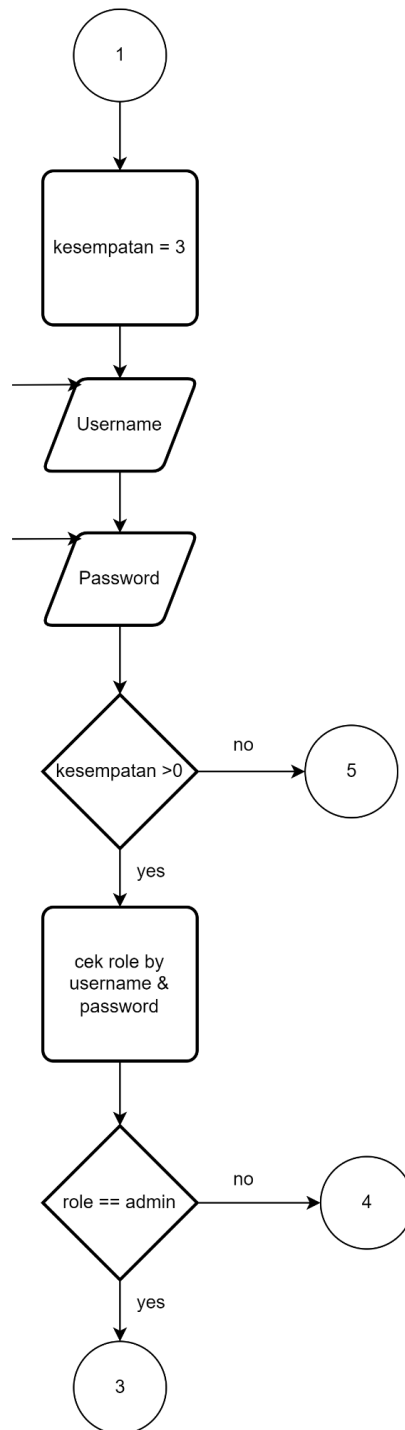 1
kesempatan = 3
Username
Password
kesempatan >0
no
5
yes
cek role by
username &
password
role == admin
no
4
yes
3